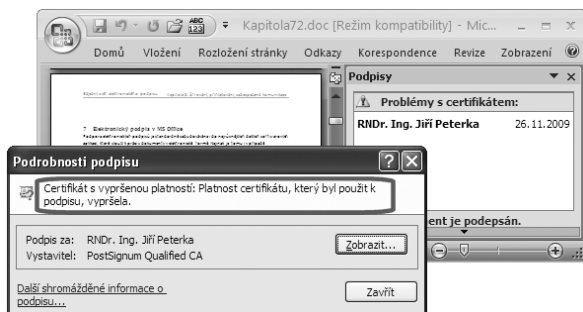 Kapitola72.doc [Režim kompatibility] - Mic...
Domů Vložení Rozložení stránky Odkazy Korespondence Revize Zobrazení
Podpisy
Problémy s certifikátem:
RNDr. Ing. Jiří Peterka 26.11.2009
7 Elektronický podpis v MS Office
ent je podepsán.
Podrobnosti podpisu
Certifikát s vypršenou platností: Platnost certifikátu, který byl použit k
podpisu, vypršela.
Podpis za: RNDr. Ing. Jiří Peterka
Zobrazit...
Vystavitel: PostSignum Qualified CA
Další shromážděné informace o
podpisu...
Zavřít